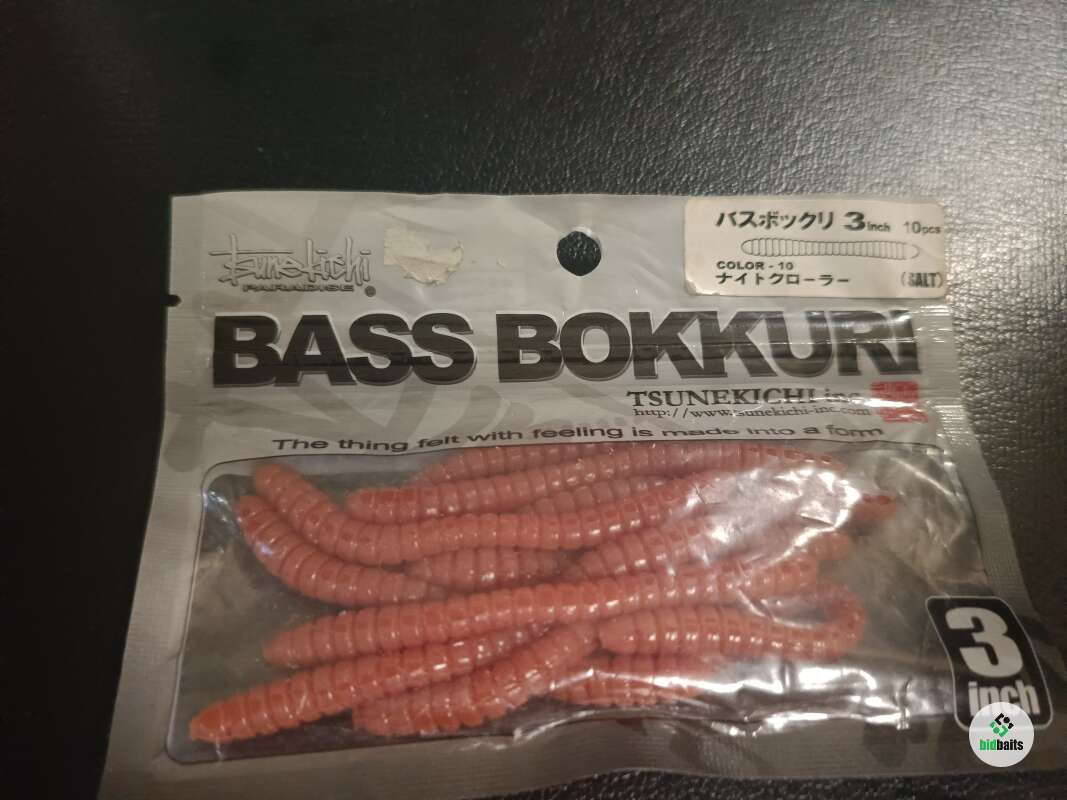 Tsunekichi
PARADISE ®
バスボックリ 3inch 10pcs
COLOR - 10
ナイトクローラー (SALT)
BASS BOKKURI
TSUNEKICHI inc
http://www.tsunekichi-inc.com
The thing felt with feeling is made into a form
3
inch
bidbaits